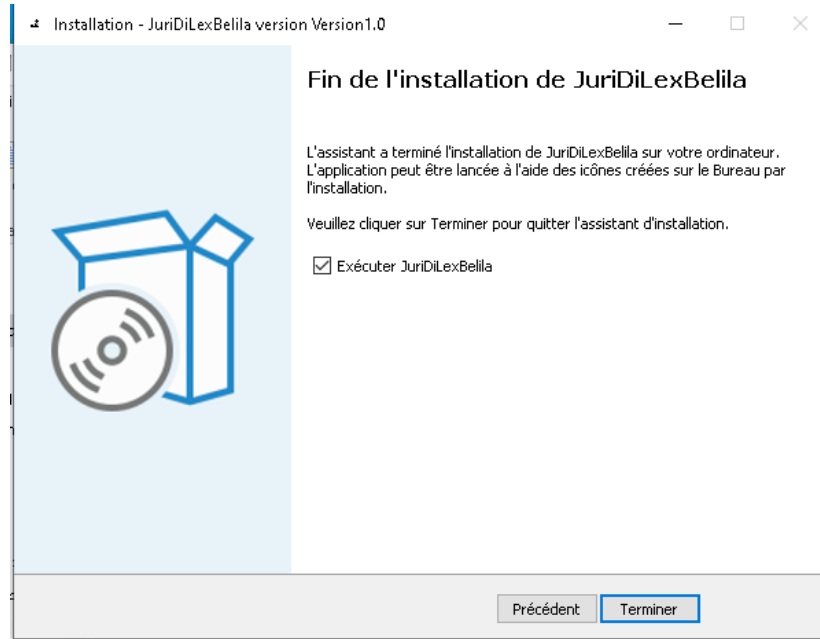 Installation - JuriDiLexBelila version Version1.0
Fin de l'installation de JuriDiLexBelila
L'assistant a terminé l'installation de JuriDiLexBelila sur votre ordinateur.
L'application peut être lancée à l'aide des icônes créées sur le Bureau par
l'installation.
Veuillez cliquer sur Terminer pour quitter l'assistant d'installation.
Exécuter JuriDiLexBelila
Précédent
Terminer